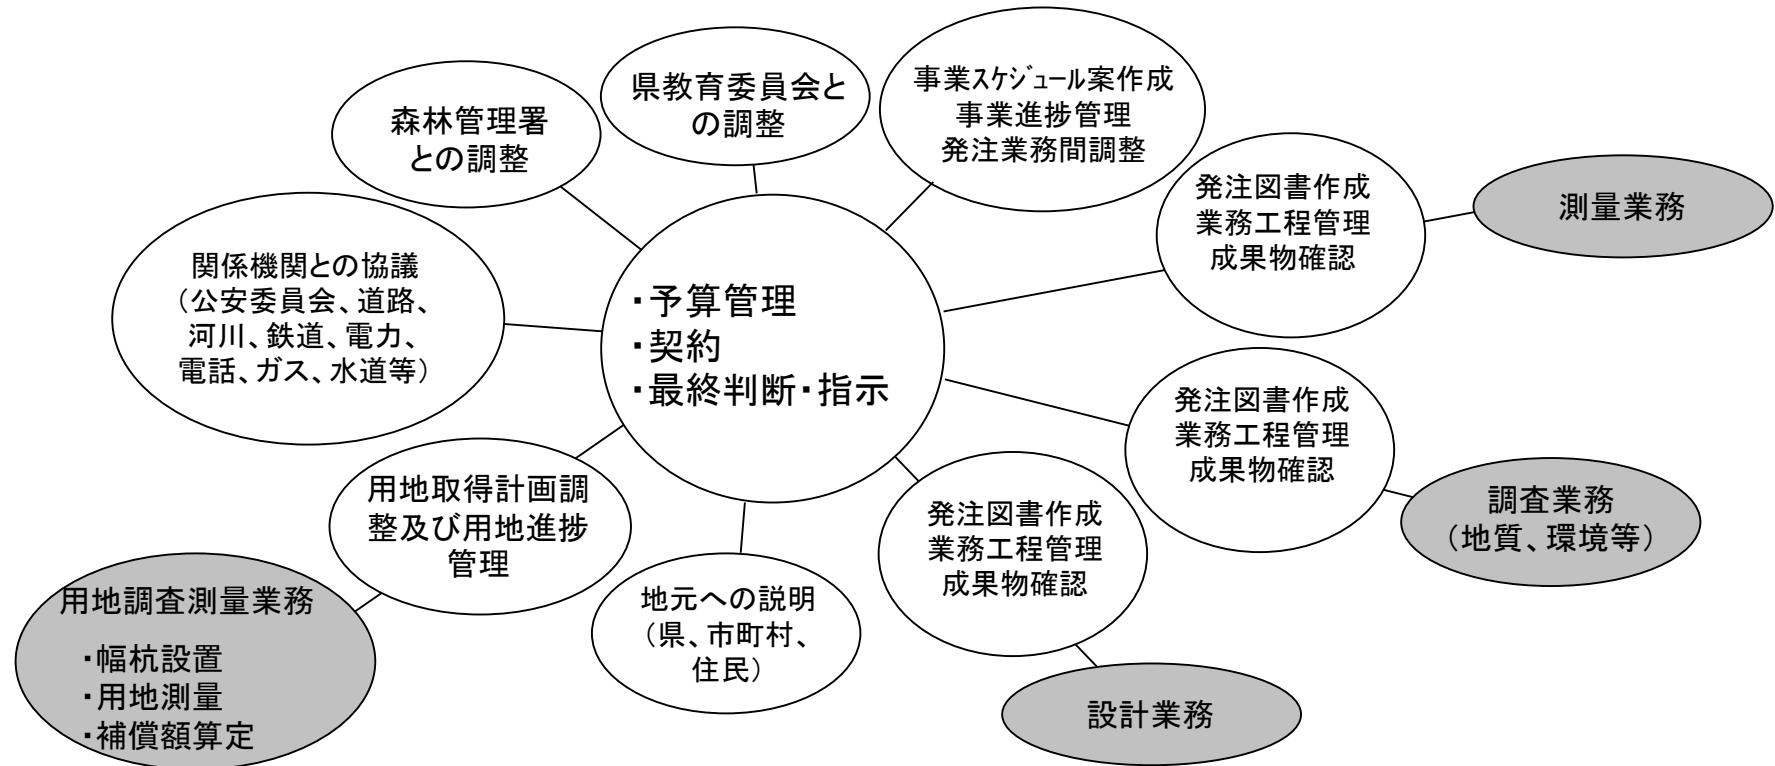 県教育委員会と
の調整
事業スケジュール案作成
事業進捗管理
発注業務間調整
森林管理署
との調整
発注図書作成
業務工程管理
成果物確認
測量業務
関係機関との協議
（公安委員会、道路、
河川、鉄道、電力、
電話、ガス、水道等）
・予算管理
・契約
・最終判断・指示
発注図書作成
業務工程管理
成果物確認
調査業務
（地質、環境等）
用地取得計画調
整及び用地進捗
管理
発注図書作成
業務工程管理
成果物確認
地元への説明
（県、市町村、
住民）
用地調査測量業務
・幅杭設置
・用地測量
・補償額算定
設計業務